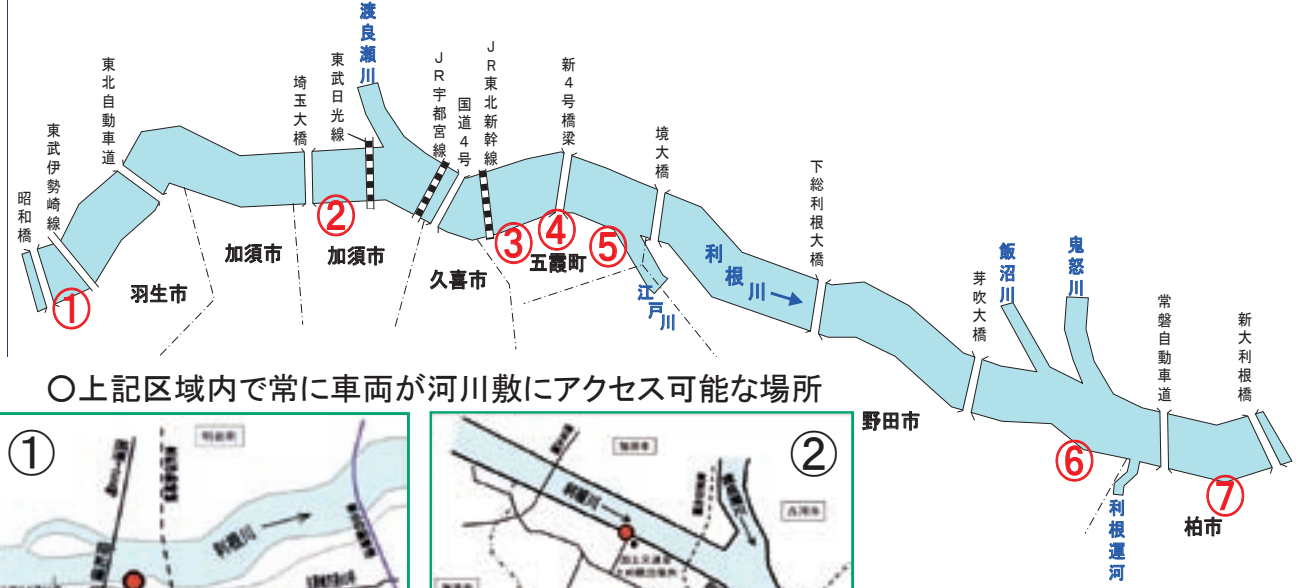 渡良瀬川
東北自動車道
埼玉大橋
東武日光線
JR宇都宮線
国道4号
JR東北新幹線
新4号橋梁
境大橋
昭和橋
東武伊勢崎線
下総利根大橋
①
羽生市
加須市
②
加須市
久喜市
③
④
⑤
五霞町
江戸川
利根川
芽吹大橋
飯沼川
鬼怒川
常磐自動車道
新大利根橋
野田市
⑥
利根運河
⑦
柏市
○上記区域内で常に車両が河川敷にアクセス可能な場所
①
利根川
②
利根川